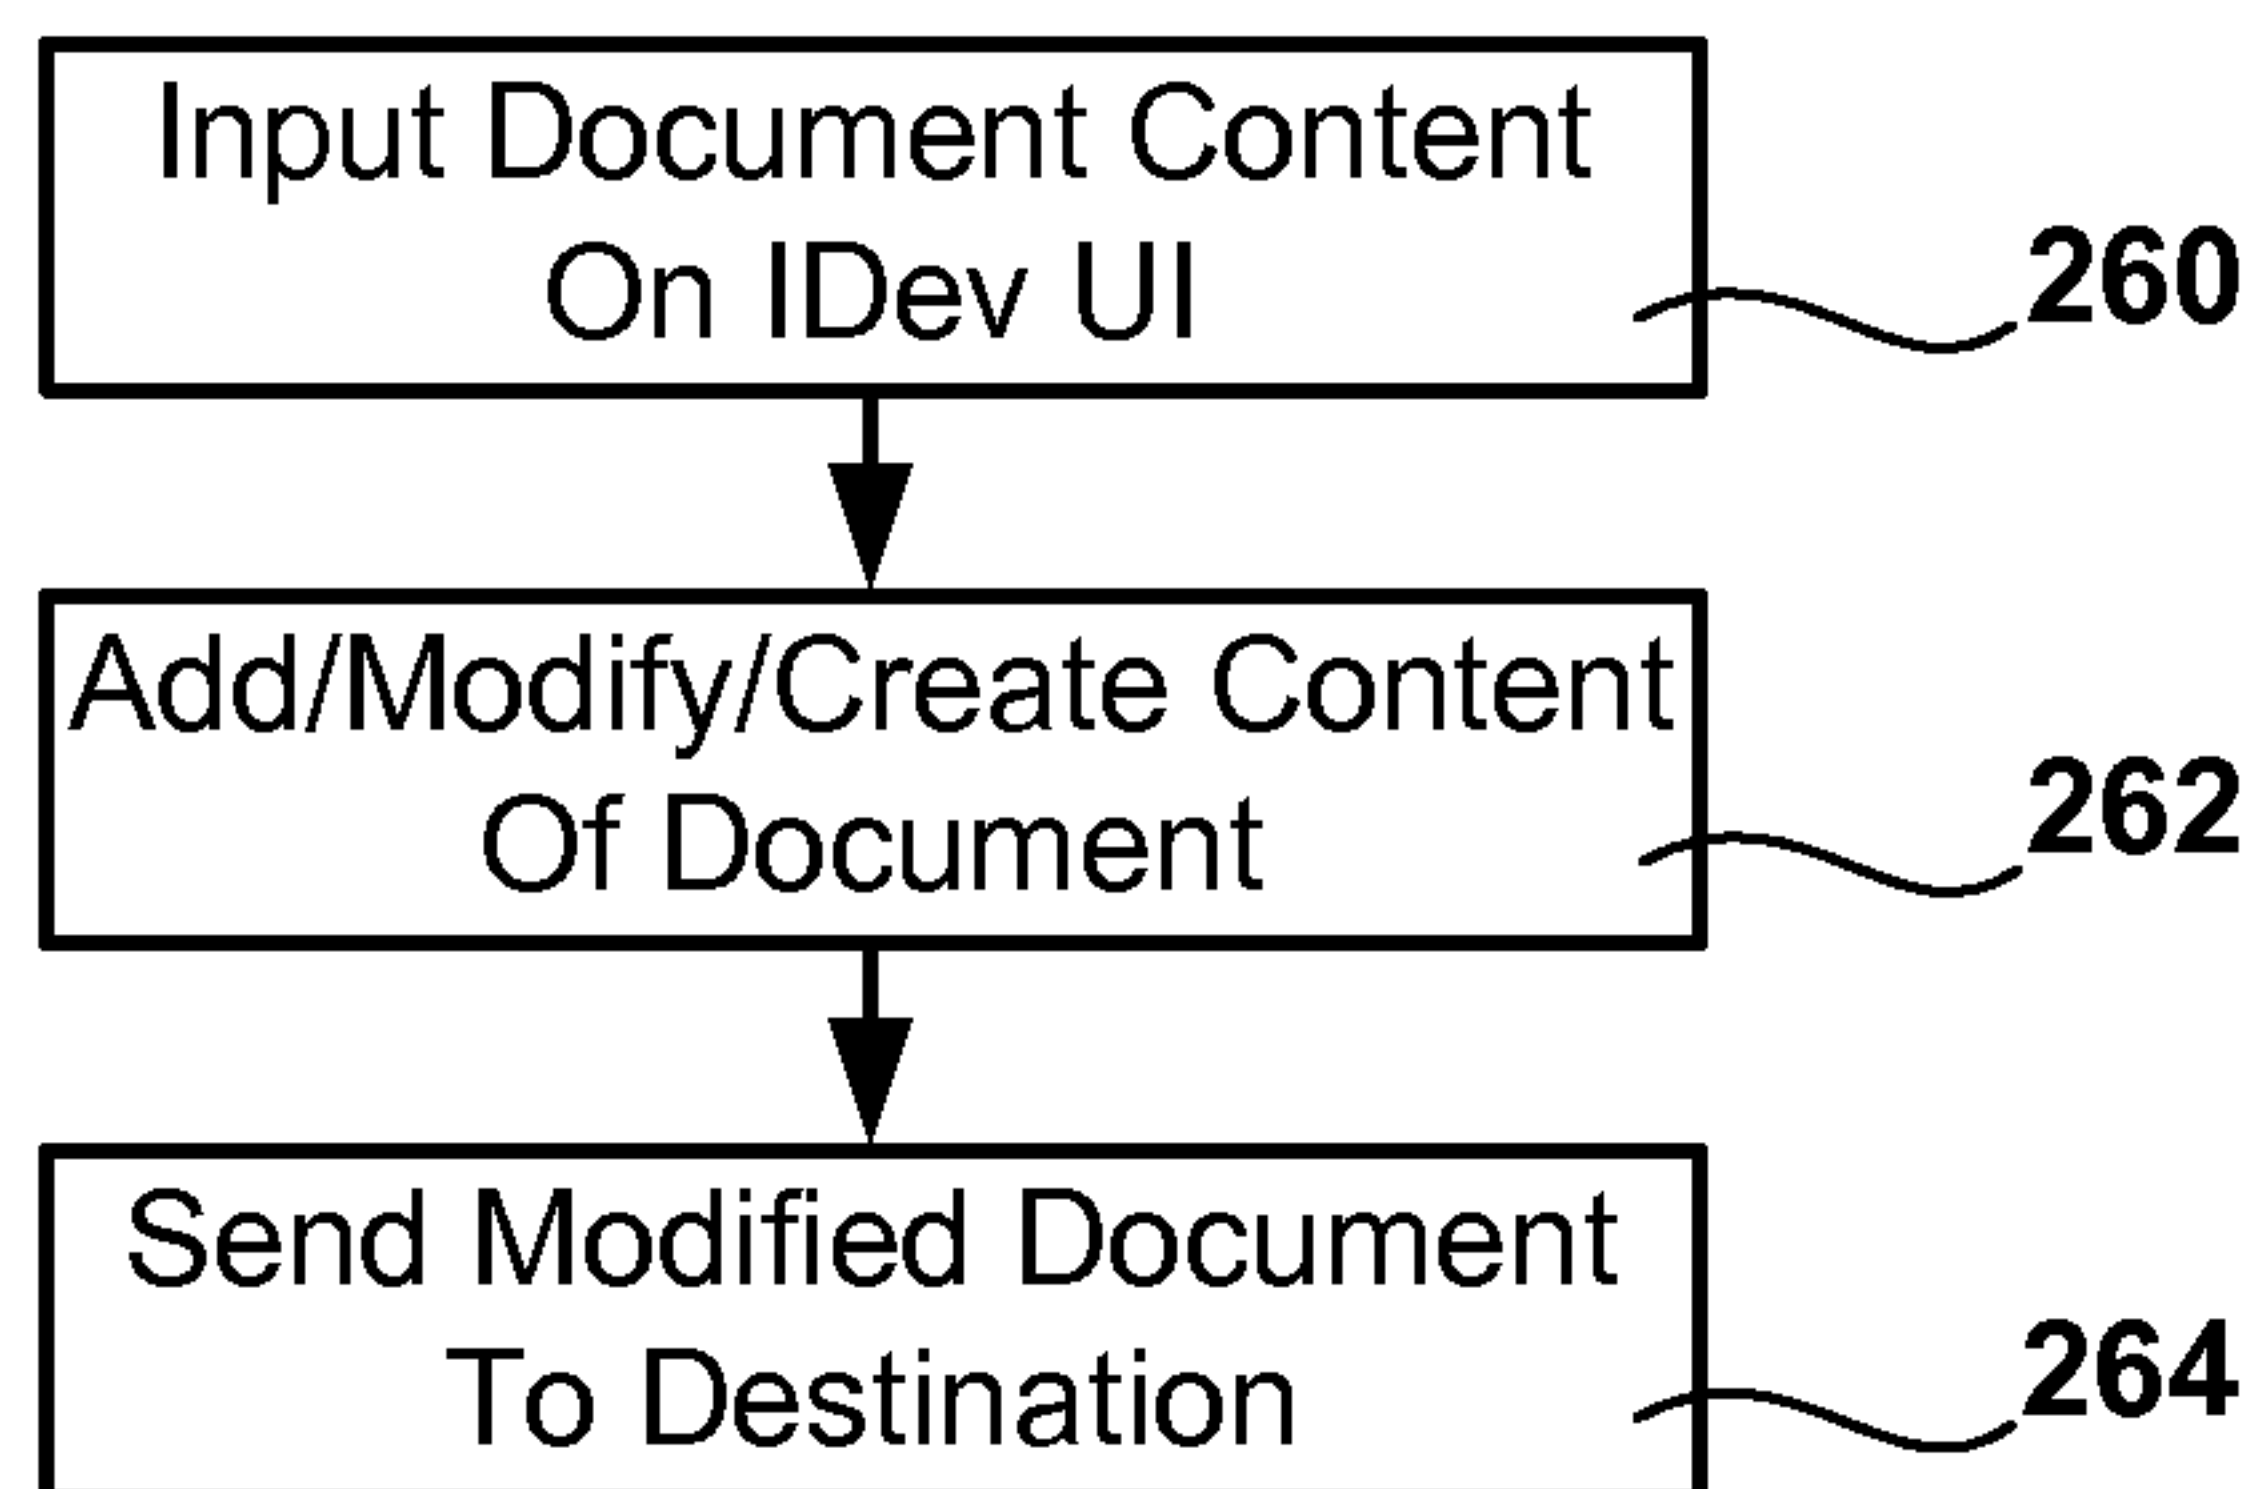 Input Document Content
On IDev UI
260
Add/Modify/Create Content
Of Document
262
Send Modified Document
To Destination
264